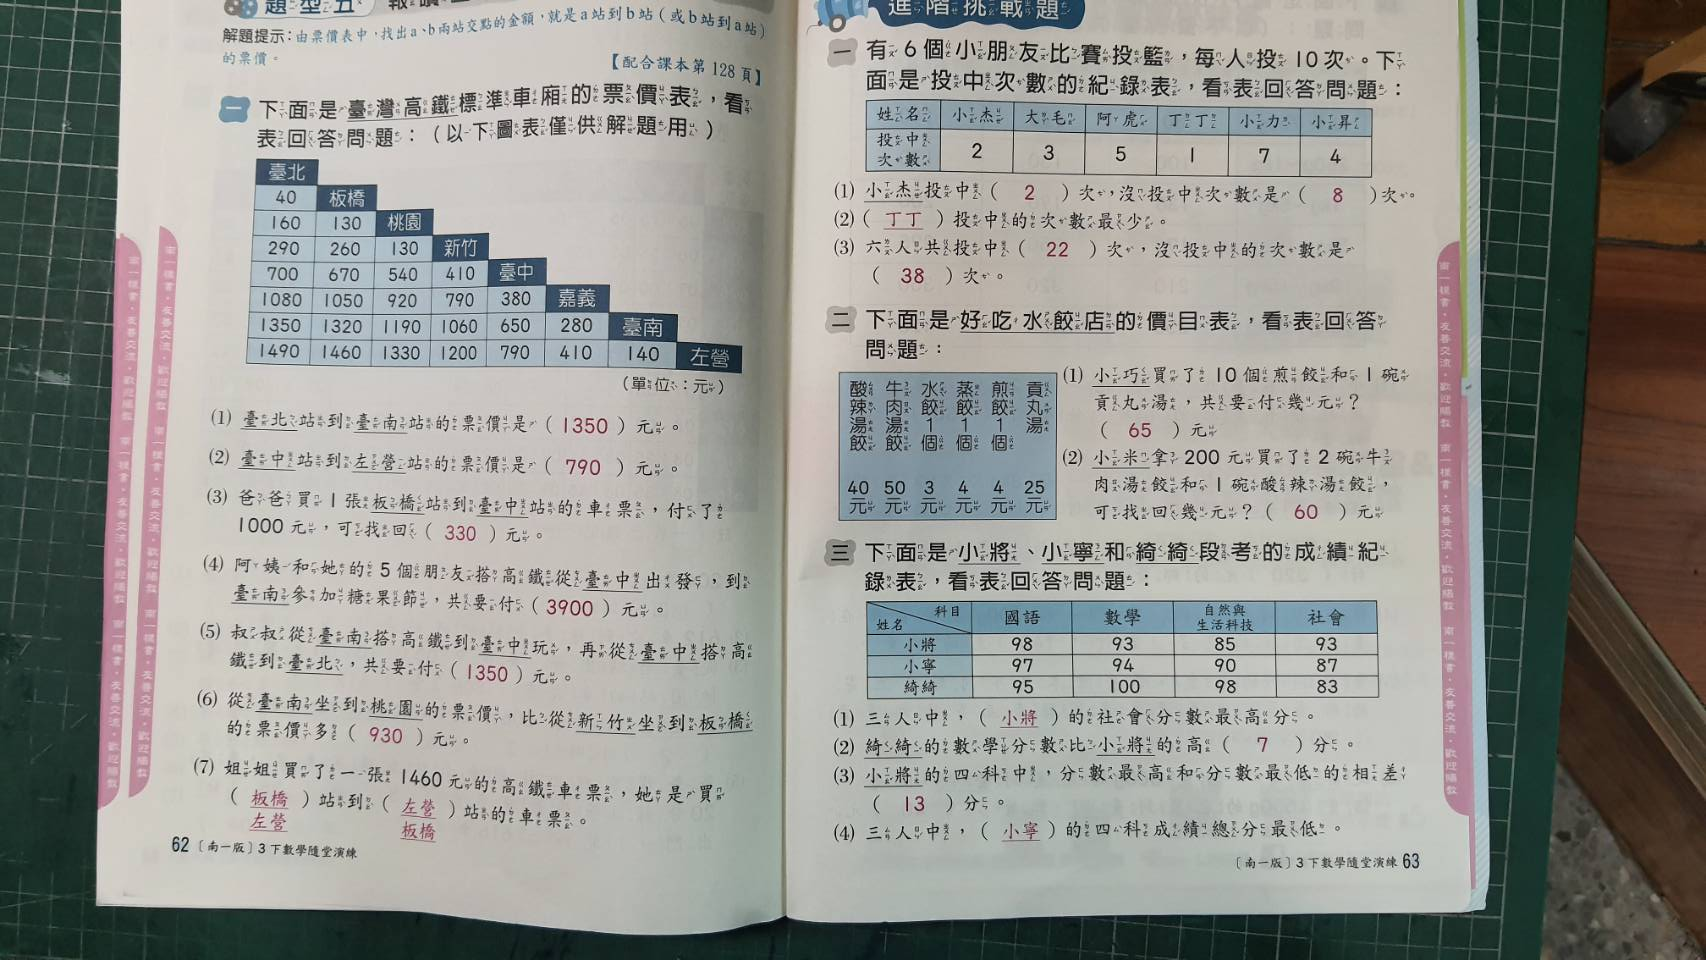 題型五
解題提示：由票價表中，找出a、b兩站交點的金額，就是a站到b站（或b站到a站）
的票價。
【配合課本第128頁】
一 下面是臺灣高鐵標準車廂的票價表，看
表回答問題：（以下圖表僅供解題用）
臺北
40 板橋
160 130 桃園
290 260 130 新竹
700 670 540 410 臺中
1080 1050 920 790 380 嘉義
1350 1320 1190 1060 650 280 臺南
1490 1460 1330 1200 790 410 140 左營
（單位：元）
(1) 臺北站到臺南站的票價是（ 1350 ）元。
(2) 臺中站到左營站的票價是（ 790 ）元。
(3) 爸爸買1張板橋站到臺中站的車票，付了
1000元，可找回（ 330 ）元。
(4) 阿姨和她的5個朋友搭高鐵從臺中出發，到
臺南參加糖果節，共要付（ 3900 ）元。
(5) 叔叔從臺南搭高鐵到臺中玩，再從臺中搭高
鐵到臺北，共要付（ 1350 ）元。
(6) 從臺南坐到桃園的票價，比從新竹坐到板橋
的票價多（ 930 ）元。
(7) 姐姐買了一張1460元的高鐵車票，她是買
（ 板橋 ）站到（ 左營 ）站的車票。
左營 板橋
62〔南一版〕3下數學隨堂演練
進階挑戰題
一 有6個小朋友比賽投籃，每人投10次。下
面是投中次數的紀錄表，看表回答問題：
姓名 小杰 大毛 阿虎 丁丁 小力 小昇
投中次數 2 3 5 1 7 4
(1) 小杰投中（ 2 ）次，沒投中次數是（ 8 ）次。
(2)（ 丁丁 ）投中的次數最少。
(3) 六人共投中（ 22 ）次，沒投中的次數是
（ 38 ）次。
二 下面是好吃水餃店的價目表，看表回答
問題：
酸辣湯餃 牛肉湯餃 水餃1個 蒸餃1個 煎餃1個 貢丸湯
40元 50元 3元 4元 4元 25元
(1) 小巧買了10個煎餃和1碗
貢丸湯，共要付幾元？
（ 65 ）元
(2) 小米拿200元買了2碗牛
肉湯餃和1碗酸辣湯餃，
可找回幾元？（ 60 ）元
三 下面是小將、小寧和綺綺段考的成績紀
錄表，看表回答問題：
姓名 科目 國語 數學 自然與生活科技 社會
小將 98 93 85 93
小寧 97 94 90 87
綺綺 95 100 98 83
(1) 三人中，（ 小將 ）的社會分數最高分。
(2) 綺綺的數學分數比小將的高（ 7 ）分。
(3) 小將的四科中，分數最高和分數最低的相差
（ 13 ）分。
(4) 三人中，（ 小寧 ）的四科成績總分最低。
〔南一版〕3下數學隨堂演練 63